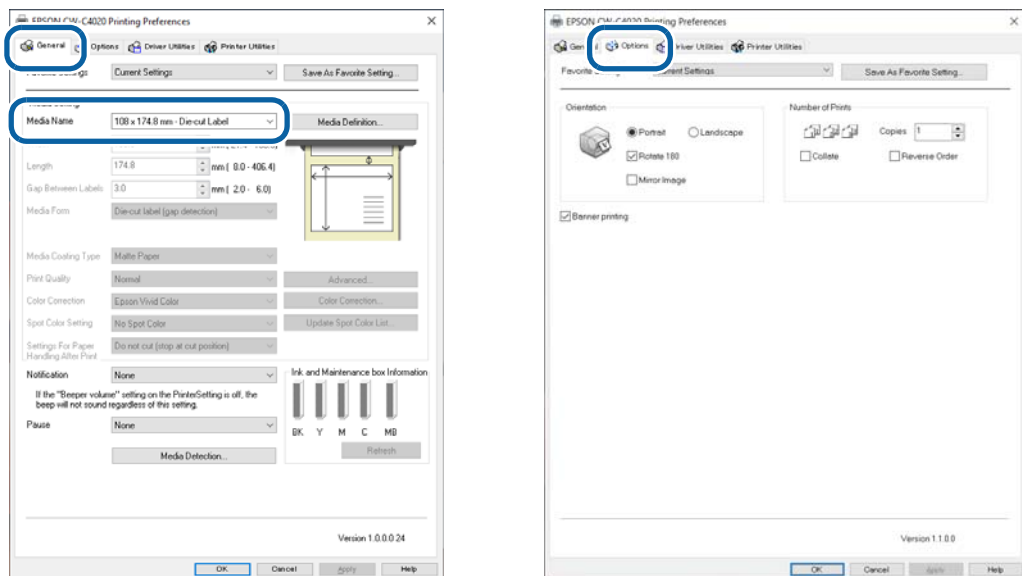 EPSON CW-C4020 Printing Preferences
General
Options
Driver Utilities
Printer Utilities
Current Settings
Save As Favorite Setting...
Media Name
108 x 174.8 mm - Die-cut Label
Media Definition...
Length
174.8
mm ( 8.0 - 406.4)
Gap Between Labels
3.0
mm ( 2.0 - 6.0)
Media Form
Die-cut label (gap detection)
Media Coating Type
Matte Paper
Print Quality
Normal
Advanced...
Color Correction
Epson Vivid Color
Color Correction...
Spot Color Setting
No Spot Color
Update Spot Color List...
Settings For Paper
Handling After Print
Do not cut (stop at cut position)
Notification
None
If the "Beeper volume" setting on the PrinterSetting is off, the
beep will not sound regardless of this setting.
Pause
None
Media Detection...
Ink and Maintenance box Information
BK Y M C MB
Refresh
Version 1.0.0.0 24
OK
Cancel
Apply
Help
EPSON CW-C4020 Printing Preferences
Options
Printer Utilities
Save As Favorite Setting...
Orientation
Portrait
Landscape
Rotate 180
Mirror Image
Number of Prints
Copies 1
Collate
Reverse Order
Banner printing
Version 1.1.0.0
OK
Cancel
Apply
Help